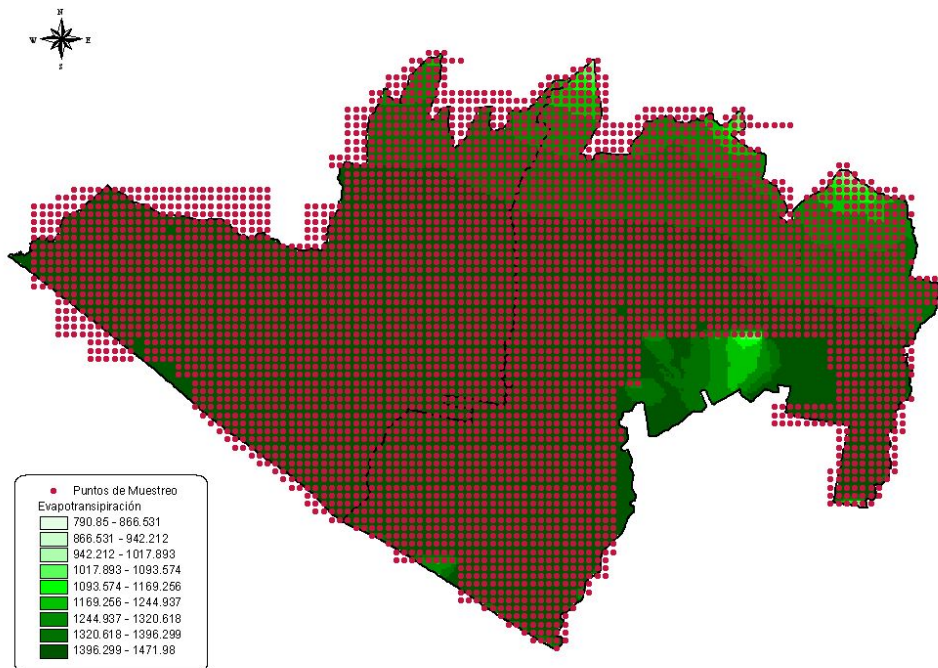 N
W E
S
Puntos de Muestreo
Evapotransipiración
790.85 - 866.531
866.531 - 942.212
942.212 - 1017.893
1017.893 - 1093.574
1093.574 - 1169.256
1169.256 - 1244.937
1244.937 - 1320.618
1320.618 - 1396.299
1396.299 - 1471.98